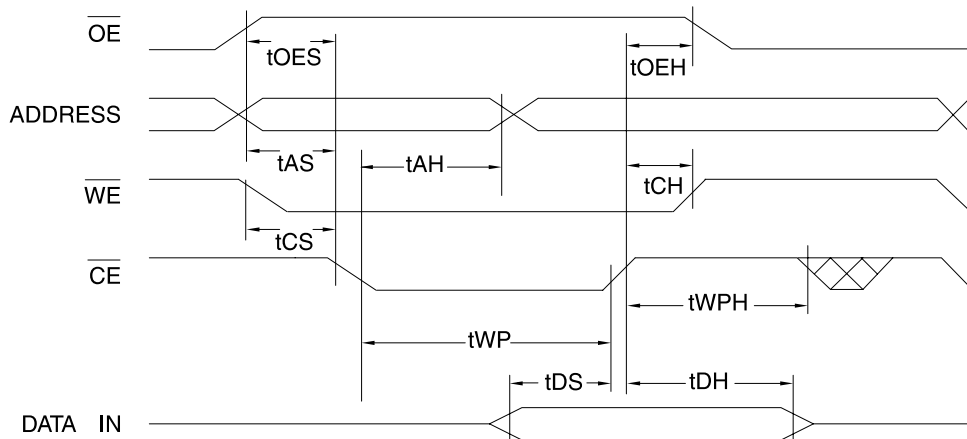 OE
tOES
tOEH
ADDRESS
tAS
tAH
tCH
WE
tCS
CE
tWPH
tWP
tDS
tDH
DATA IN